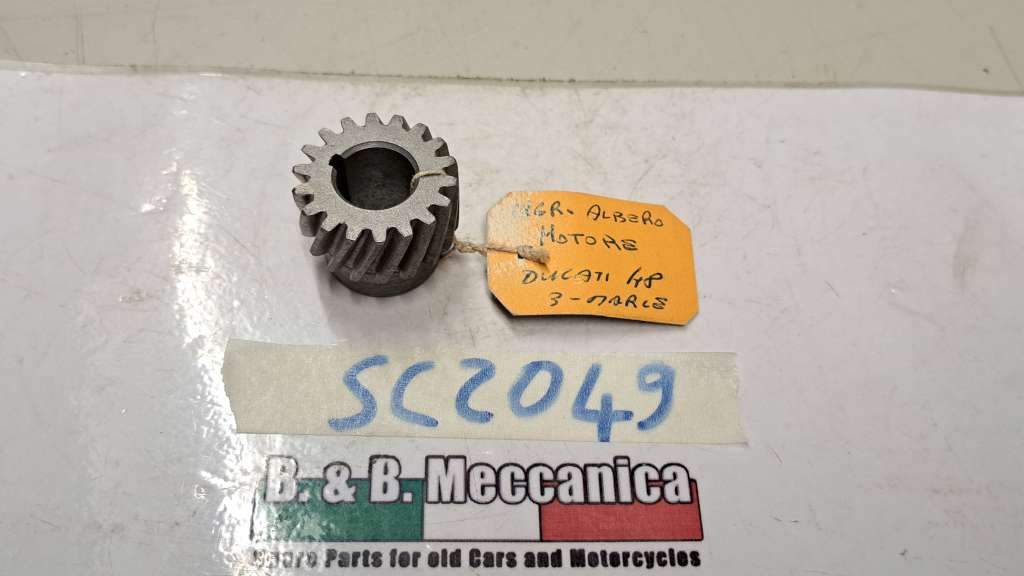 INGR. ALBERO
MOTORE
DUCATI 48
3-MARCE
SC2049
B. & B. Meccanica
Spare Parts for old Cars and Motorcycles